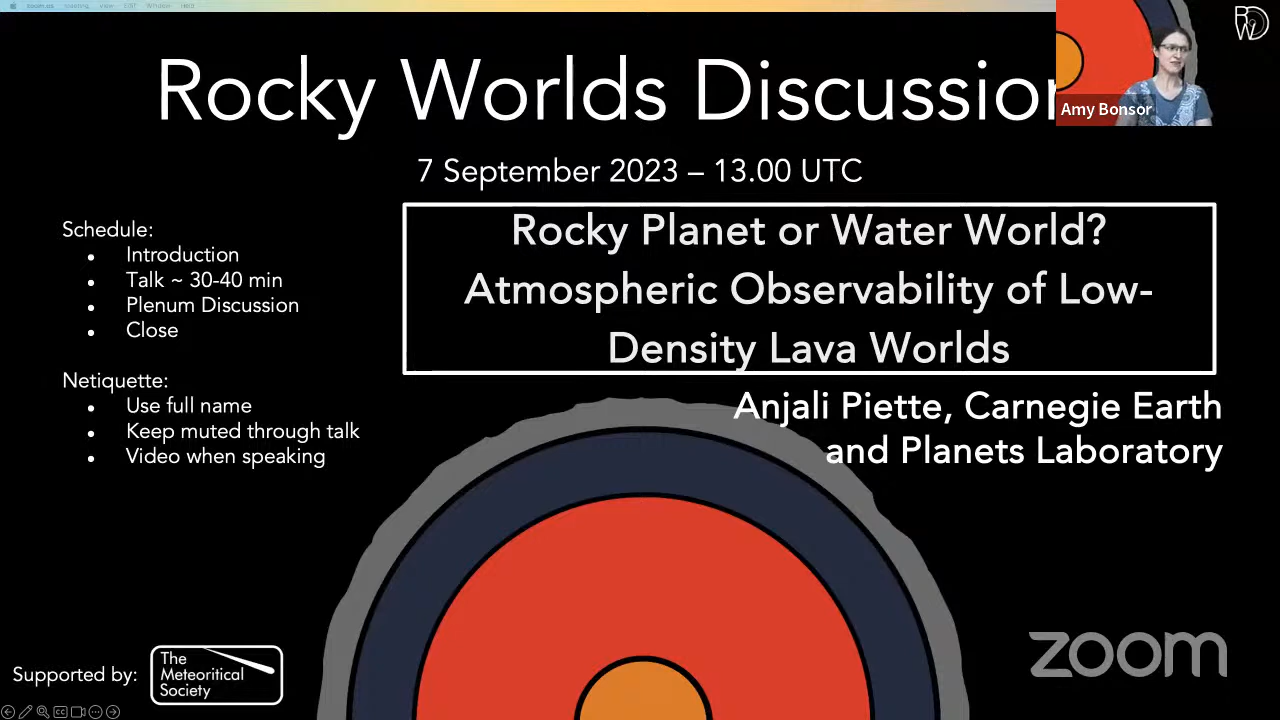 Rocky Worlds Discussion
Amy Bonsor
7 September 2023 – 13.00 UTC
Schedule:
• Introduction
• Talk ~ 30-40 min
• Plenum Discussion
• Close
Netiquette:
• Use full name
• Keep muted through talk
• Video when speaking
Rocky Planet or Water World?
Atmospheric Observability of Low-
Density Lava Worlds
Anjali Piette, Carnegie Earth
and Planets Laboratory
Supported by:
The
Meteoritical
Society
zoom